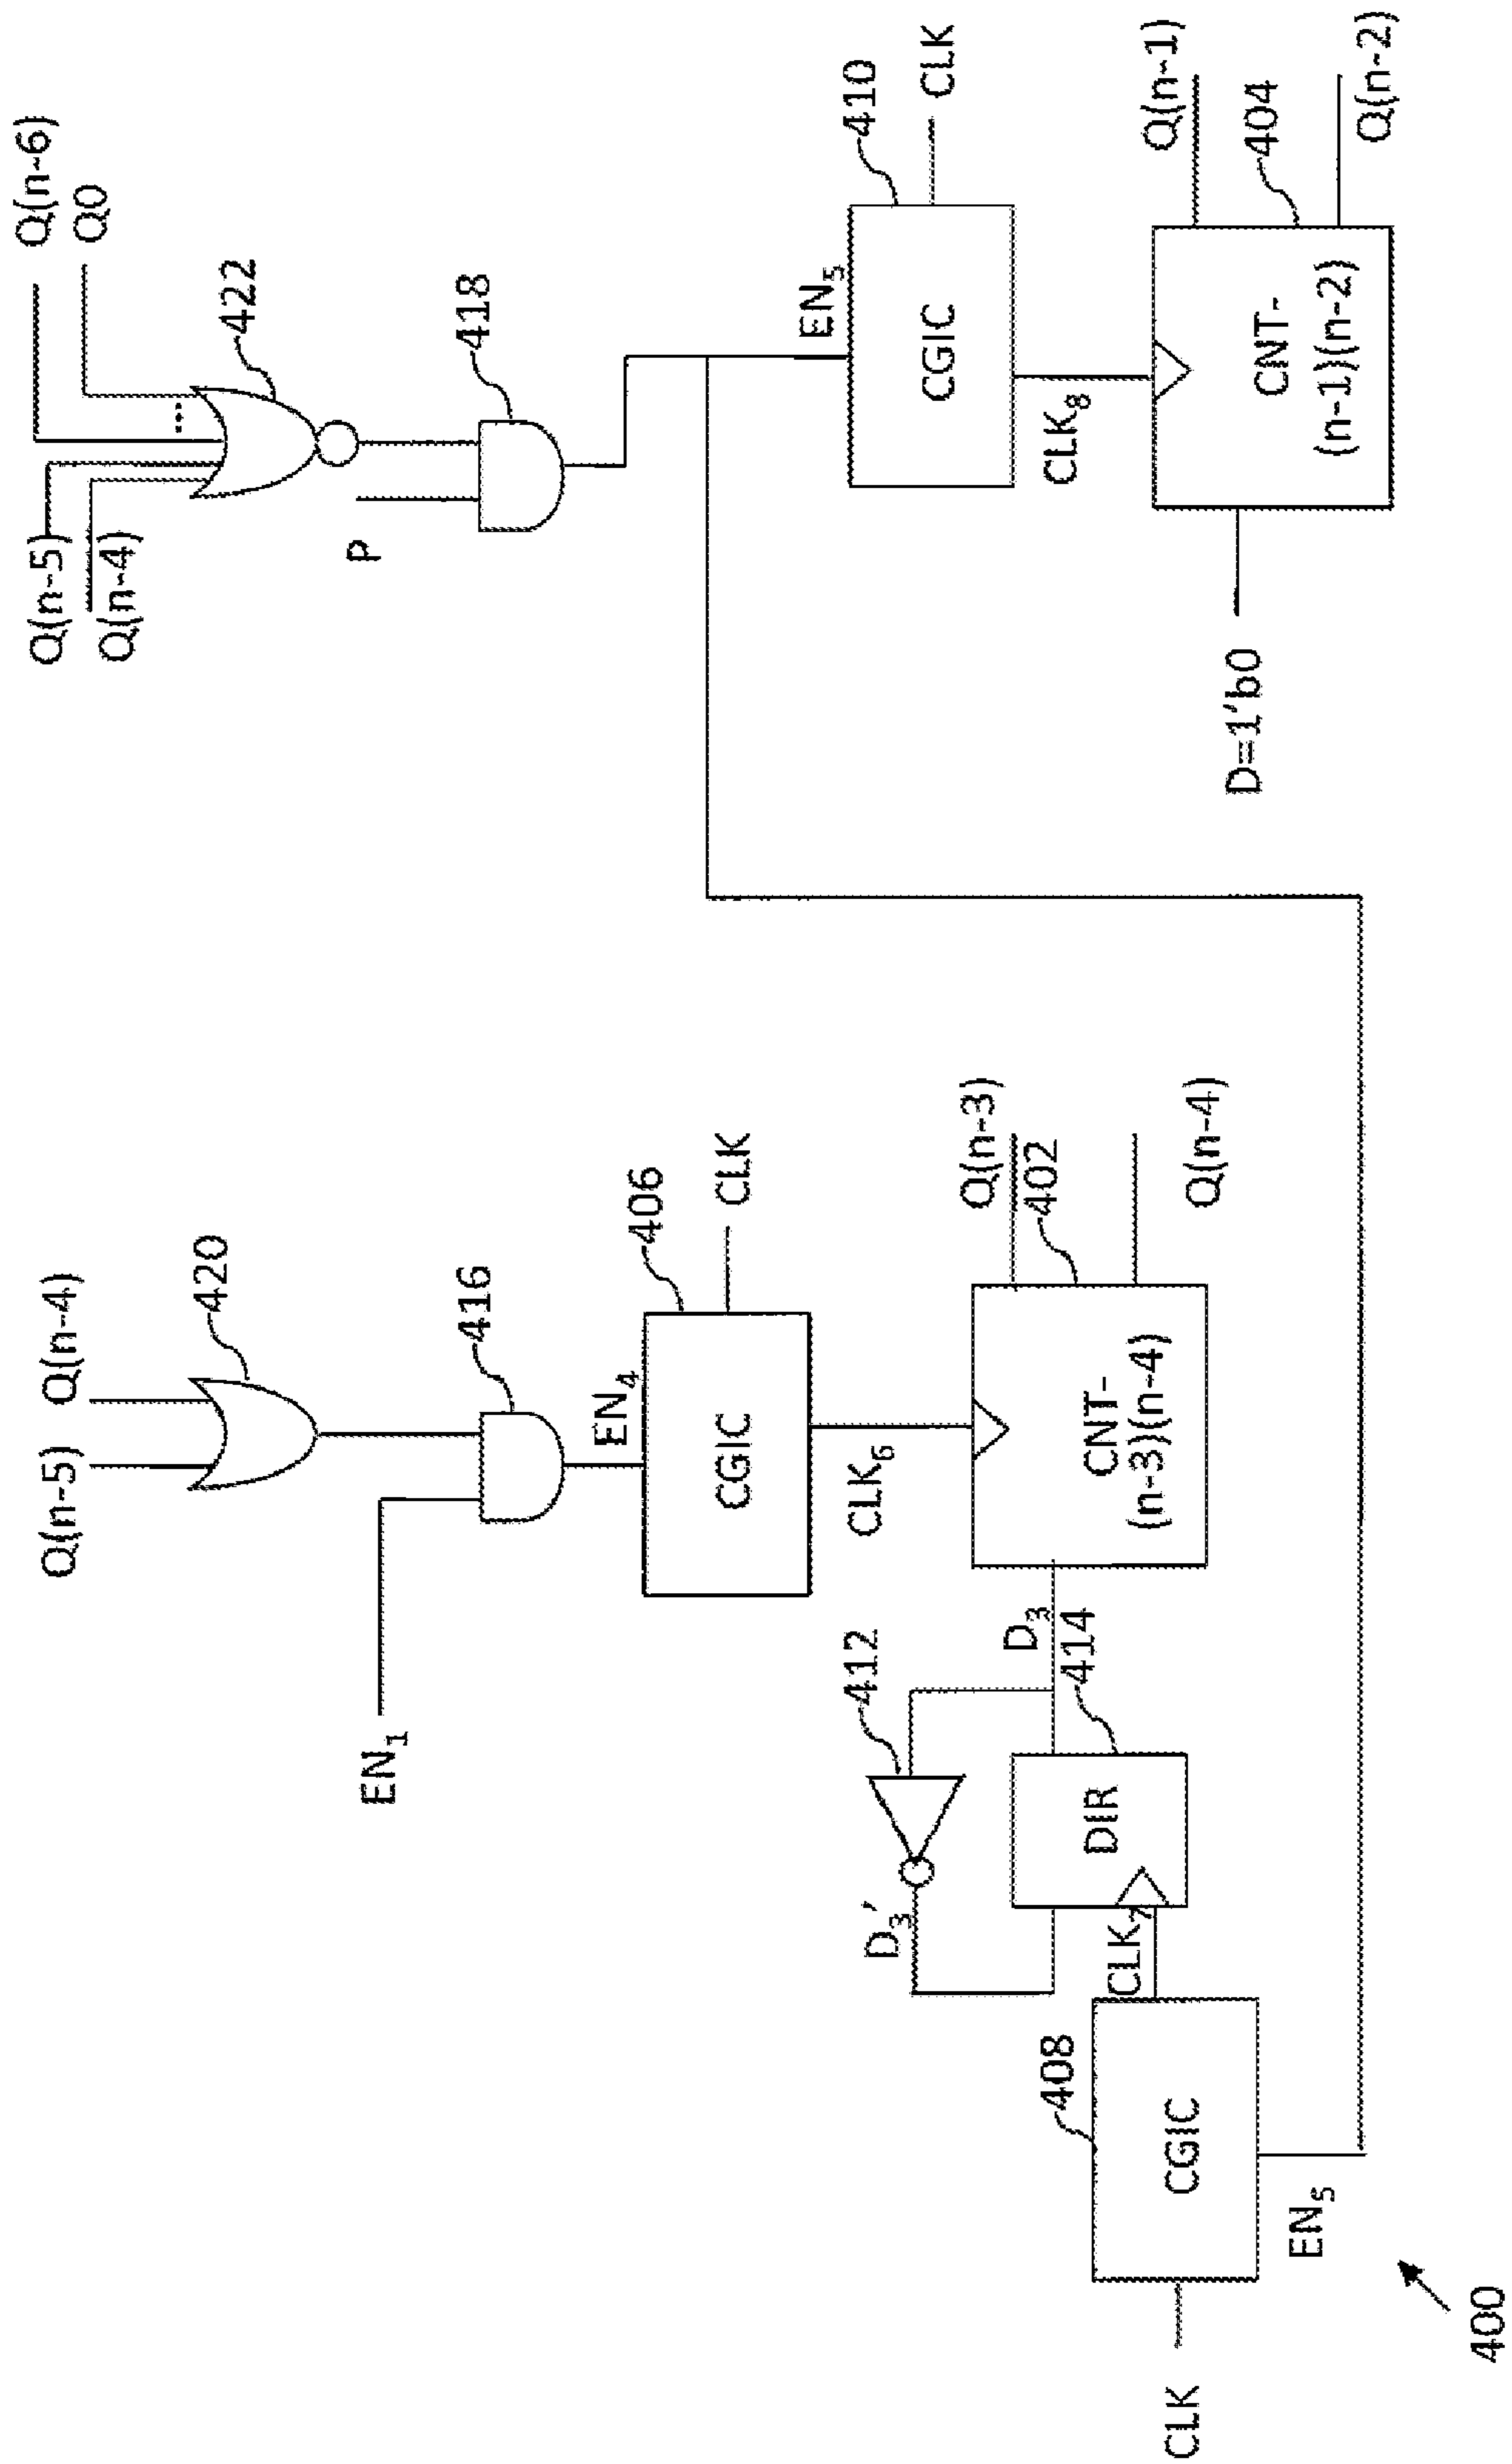 Q(n-6)
Q0
Q(n-5)
Q(n-4)
422
...
P
418
EN5
410
CGIC
CLK
CLK8
Q(n-1)
404
CNT-
(n-1)(n-2)
Q(n-2)
D=1'b0
Q(n-5)
Q(n-4)
420
EN1
416
EN4
406
CGIC
CLK
CLK6
Q(n-3)
402
CNT-
(n-3)(n-4)
Q(n-4)
412
D3
414
D3'
DIR
CLK7
408
CGIC
CLK
EN5
400